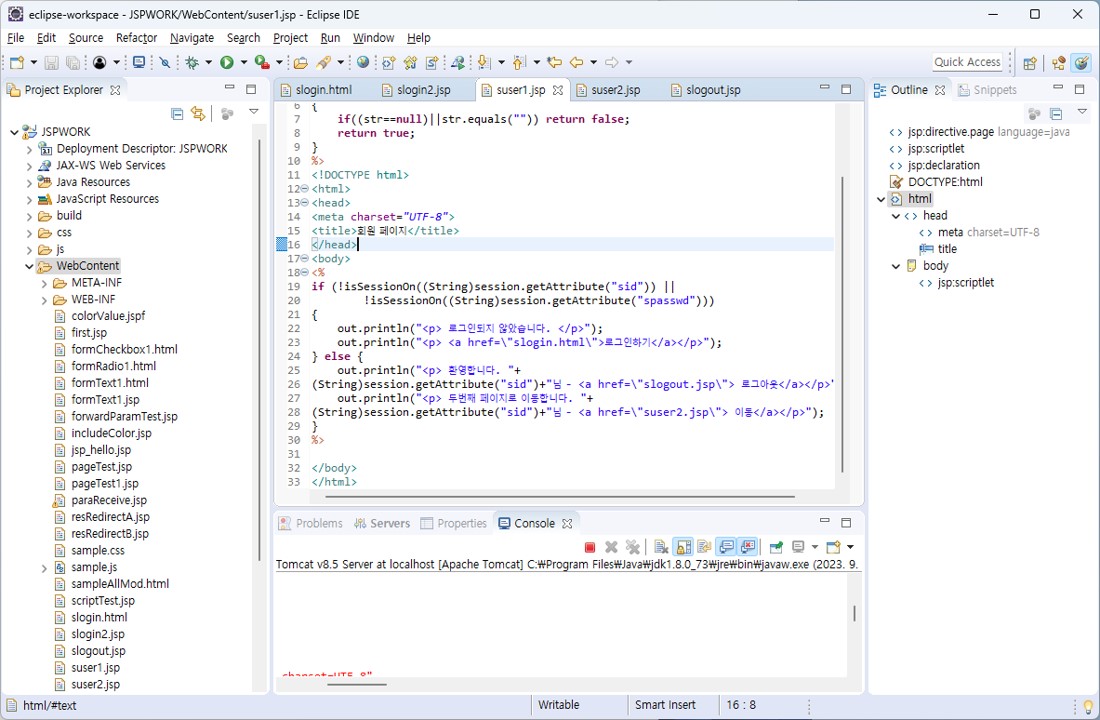 eclipse-workspace - JSPWORK/WebContent/suser1.jsp - Eclipse IDE
File Edit Source Refactor Navigate Search Project Run Window Help
Quick Access
Project Explorer
JSPWORK
Deployment Descriptor: JSPWORK
JAX-WS Web Services
Java Resources
JavaScript Resources
build
css
js
WebContent
META-INF
WEB-INF
colorValue.jspf
first.jsp
formCheckbox1.html
formRadio1.html
formText1.html
formText1.jsp
forwardParamTest.jsp
includeColor.jsp
jsp_hello.jsp
pageTest.jsp
pageTest1.jsp
paraReceive.jsp
resRedirectA.jsp
resRedirectB.jsp
sample.css
sample.js
sampleAllMod.html
scriptTest.jsp
slogin.html
slogin2.jsp
slogout.jsp
suser1.jsp
suser2.jsp
slogin.html slogin2.jsp suser1.jsp suser2.jsp slogout.jsp
6 {
7 if((str==null)||str.equals("")) return false;
8 return true;
9 }
10 %>
11 <!DOCTYPE html>
12 <html>
13 <head>
14 <meta charset="UTF-8">
15 <title>회원 페이지</title>
16 </head>
17 <body>
18 <%
19 if (!isSessionOn((String)session.getAttribute("sid")) ||
20 !isSessionOn((String)session.getAttribute("spasswd")))
21 {
22 out.println("<p> 로그인되지 않았습니다. </p>");
23 out.println("<p> <a href=\"slogin.html\">로그인하기</a></p>");
24 } else {
25 out.println("<p> 환영합니다. "+
26 (String)session.getAttribute("sid")+"님 - <a href=\"slogout.jsp\"> 로그아웃</a></p>"
27 out.println("<p> 두번째 페이지로 이동합니다. "+
28 (String)session.getAttribute("sid")+"님 - <a href=\"suser2.jsp\"> 이동</a></p>");
29 }
30 %>
31
32 </body>
33 </html>
Problems Servers Properties Console
Tomcat v8.5 Server at localhost [Apache Tomcat] C:₩Program Files₩Java₩jdk1.8.0_73₩jre₩bin₩javaw.exe (2023. 9.
charset=UTF-8"
Outline Snippets
jsp:directive.page language=java
jsp:scriptlet
jsp:declaration
DOCTYPE:html
html
head
meta charset=UTF-8
title
body
jsp:scriptlet
html/#text Writable Smart Insert 16 : 8